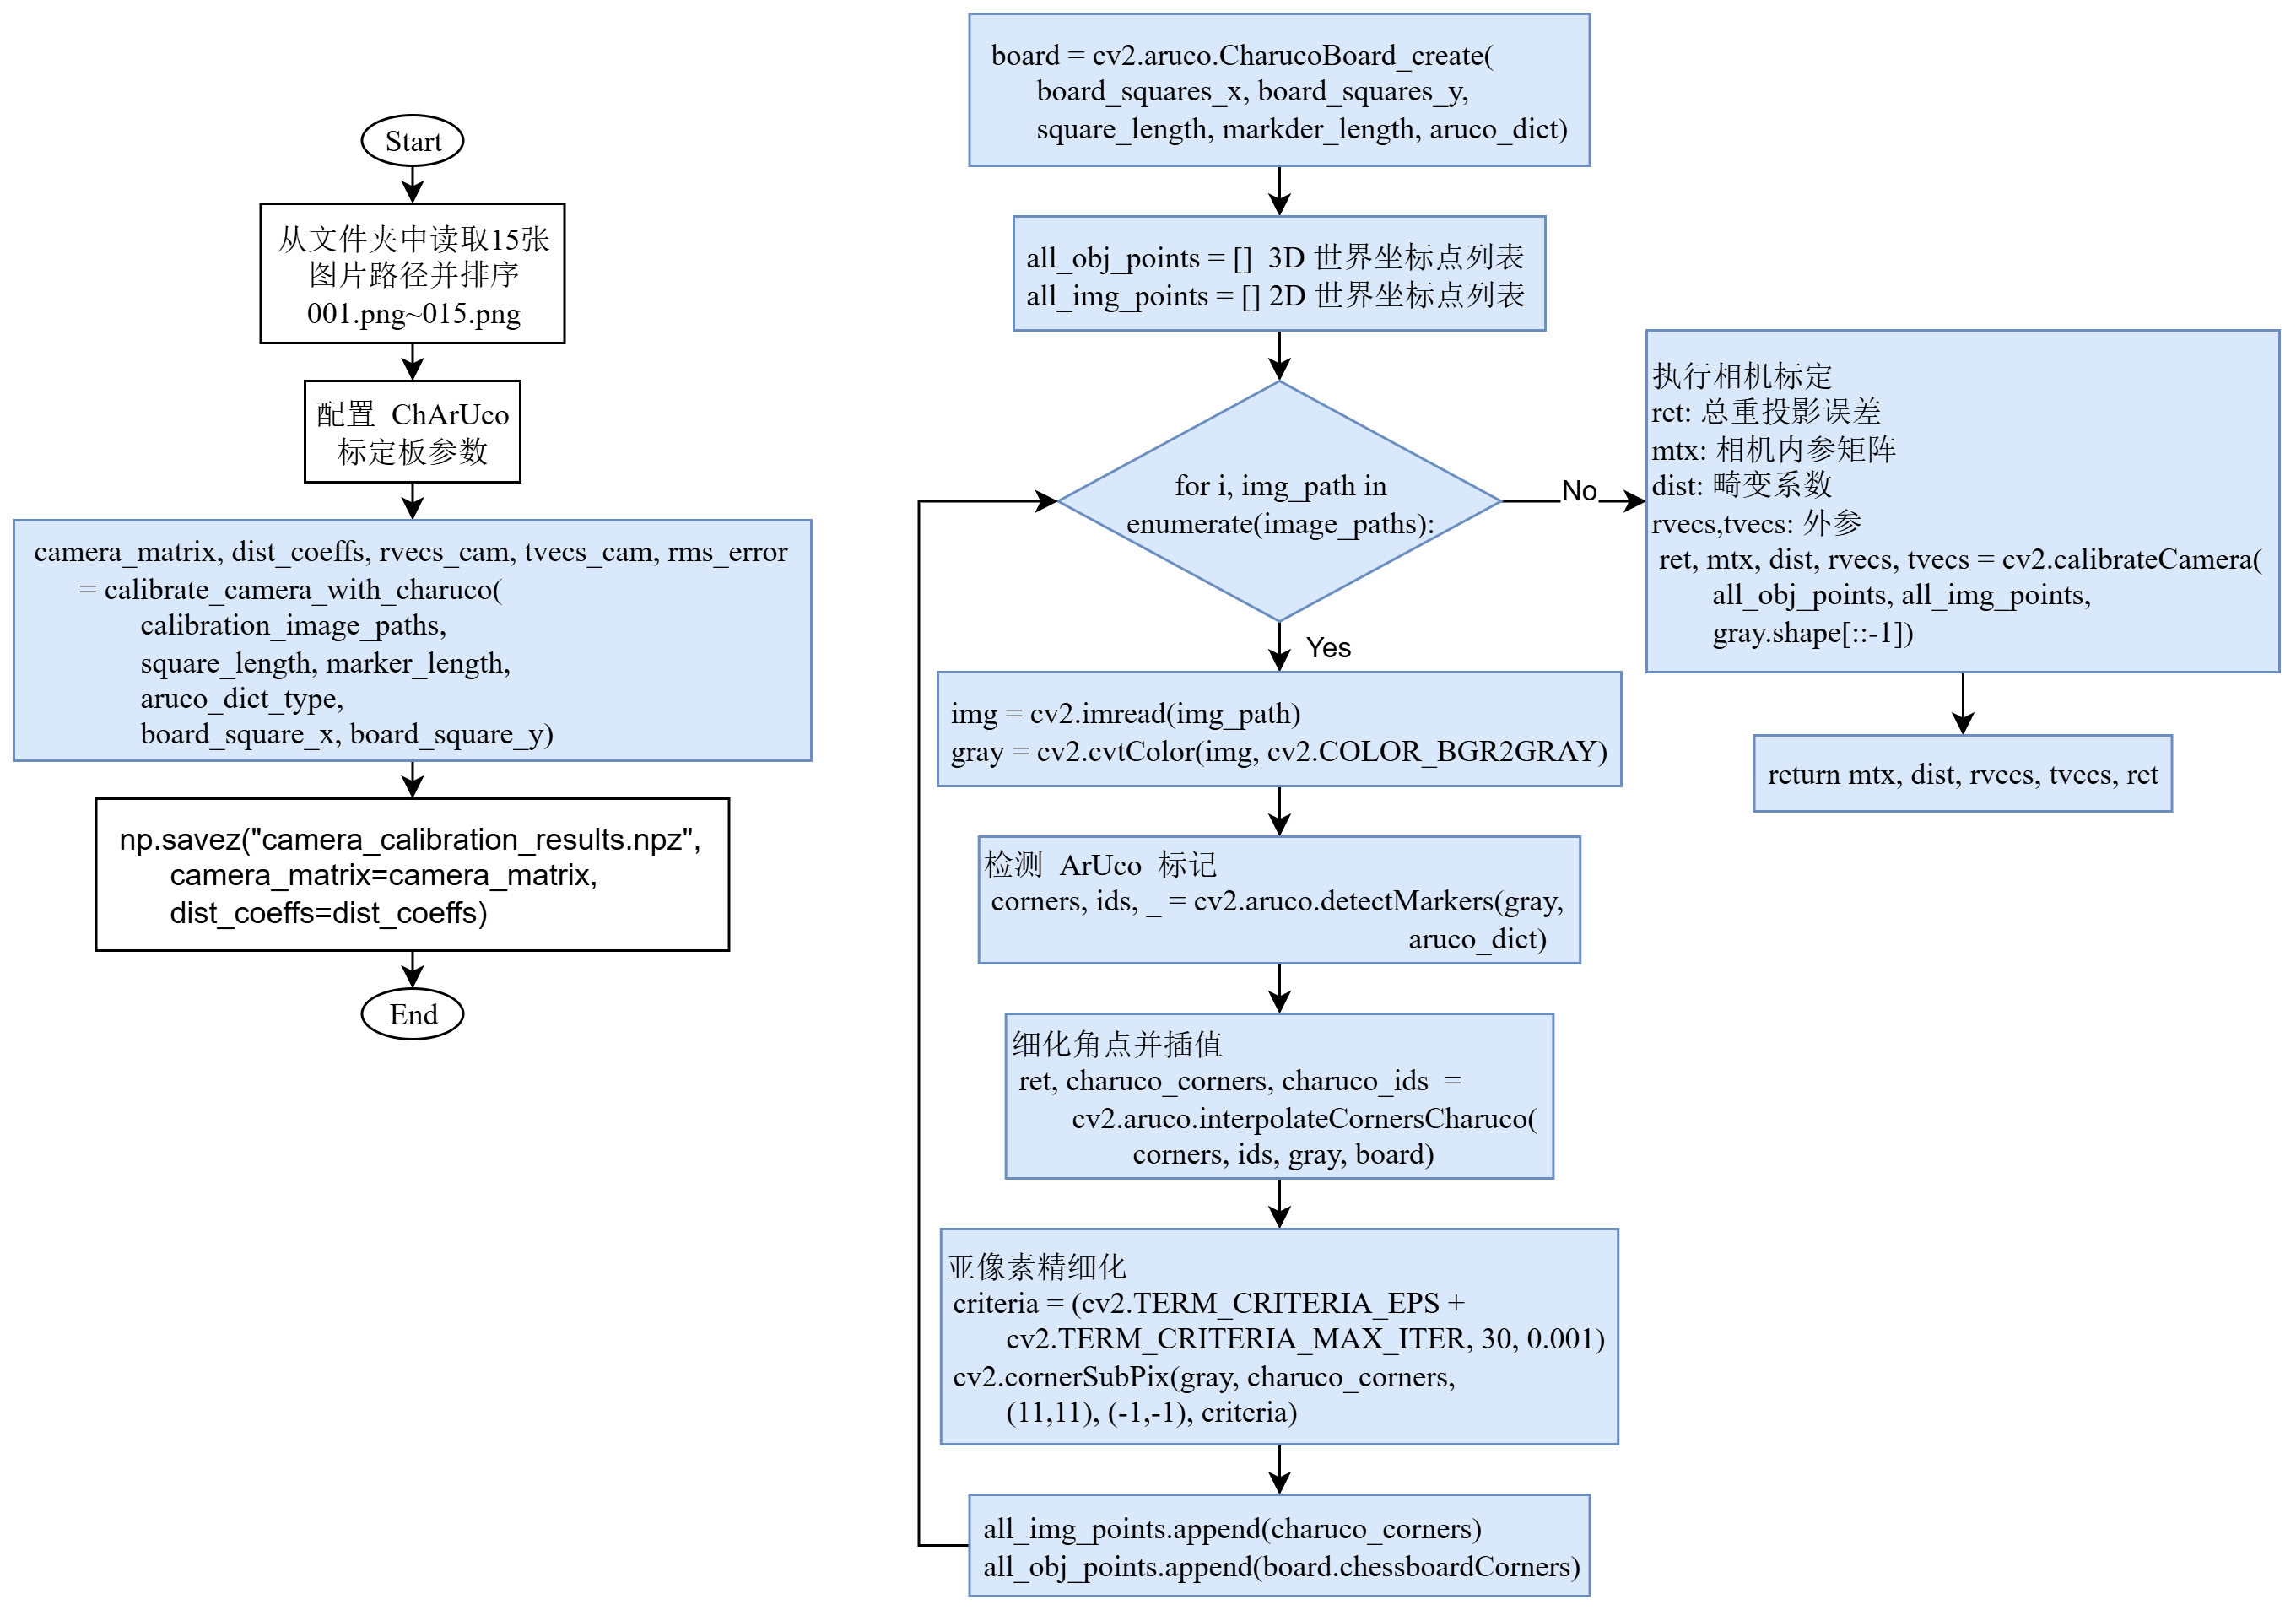 Start
从文件夹中读取15张
图片路径并排序
001.png~015.png
配置 ChArUco
标定板参数
camera_matrix, dist_coeffs, rvecs_cam, tvecs_cam, rms_error
= calibrate_camera_with_charuco(
calibration_image_paths,
square_length, marker_length,
aruco_dict_type,
board_square_x, board_square_y)
np.savez("camera_calibration_results.npz",
camera_matrix=camera_matrix,
dist_coeffs=dist_coeffs)
End
board = cv2.aruco.CharucoBoard_create(
board_squares_x, board_squares_y,
square_length, markder_length, aruco_dict)
all_obj_points = [] 3D 世界坐标点列表
all_img_points = [] 2D 世界坐标点列表
for i, img_path in
enumerate(image_paths):
Yes
img = cv2.imread(img_path)
gray = cv2.cvtColor(img, cv2.COLOR_BGR2GRAY)
检测 ArUco 标记
corners, ids, _ = cv2.aruco.detectMarkers(gray,
aruco_dict)
细化角点并插值
ret, charuco_corners, charuco_ids =
cv2.aruco.interpolateCornersCharuco(
corners, ids, gray, board)
亚像素精细化
criteria = (cv2.TERM_CRITERIA_EPS +
cv2.TERM_CRITERIA_MAX_ITER, 30, 0.001)
cv2.cornerSubPix(gray, charuco_corners,
(11,11), (-1,-1), criteria)
all_img_points.append(charuco_corners)
all_obj_points.append(board.chessboardCorners)
No
执行相机标定
ret: 总重投影误差
mtx: 相机内参矩阵
dist: 畸变系数
rvecs,tvecs: 外参
ret, mtx, dist, rvecs, tvecs = cv2.calibrateCamera(
all_obj_points, all_img_points,
gray.shape[::-1])
return mtx, dist, rvecs, tvecs, ret